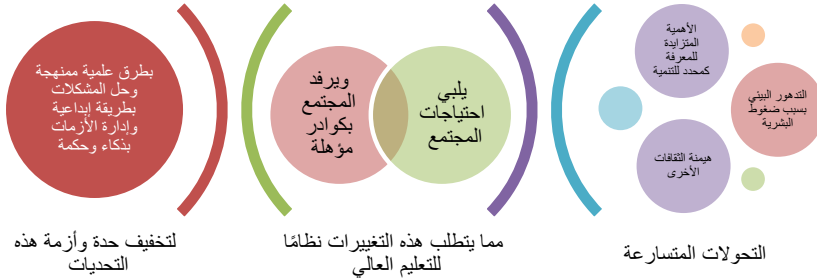 الأهمية
المتزايدة
للمعرفة
كمحدد للتنمية
التدهور البيئي
بسبب ضغوط
البشرية
هيمنة الثقافات
الأخرى
التحولات المتسارعة
يلبي
احتياجات
المجتمع
ويرفد
المجتمع
بكوادر
مؤهلة
مما يتطلب هذه التغييرات نظامًا
للتعليم العالي
بطرق علمية ممنهجة
وحل المشكلات
بطريقة إبداعية
وإدارة الأزمات
بذكاء وحكمة
لتخفيف حدة وأزمة هذه
التحديات